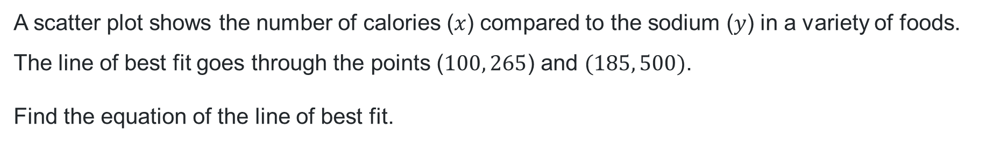 A scatter plot shows the number of calories (x) compared to the sodium (y) in a variety of foods.
The line of best fit goes through the points (100, 265) and (185, 500).
Find the equation of the line of best fit.